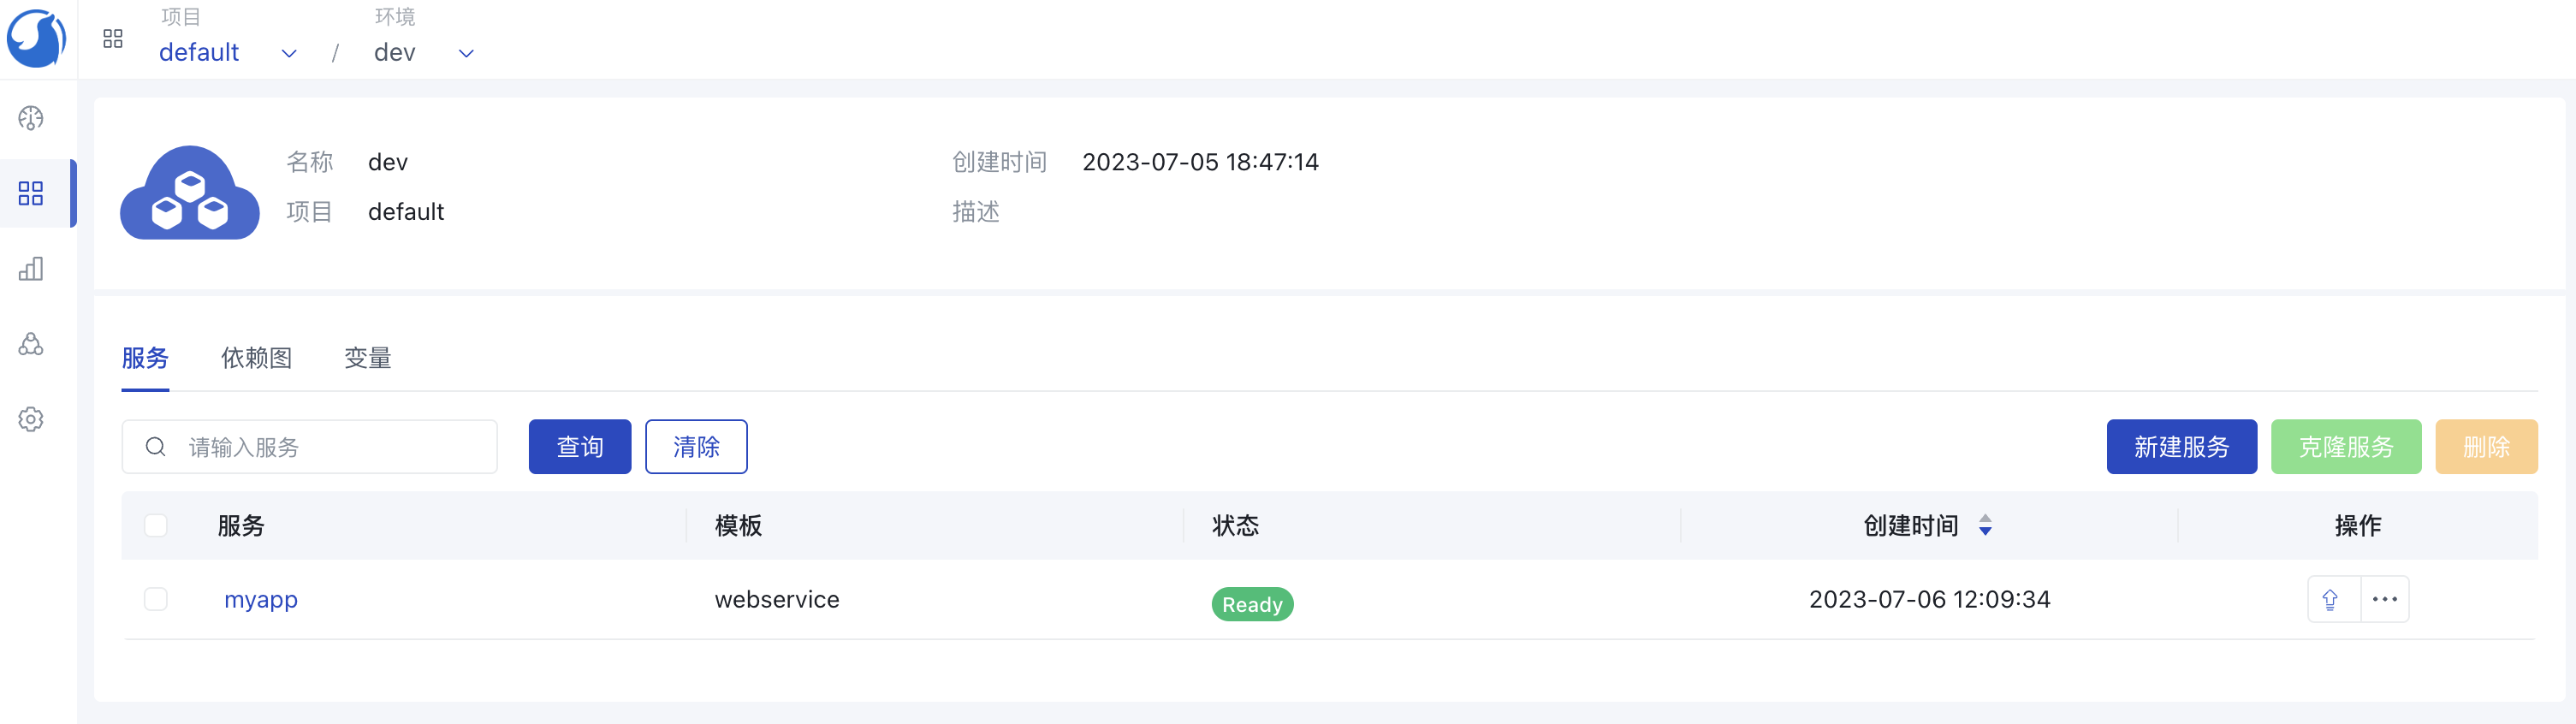 项目 环境
default / dev
名称 dev 创建时间 2023-07-05 18:47:14
项目 default 描述
服务 依赖图 变量
请输入服务 查询 清除 新建服务 克隆服务 删除
服务 模板 状态 创建时间 操作
myapp webservice Ready 2023-07-06 12:09:34